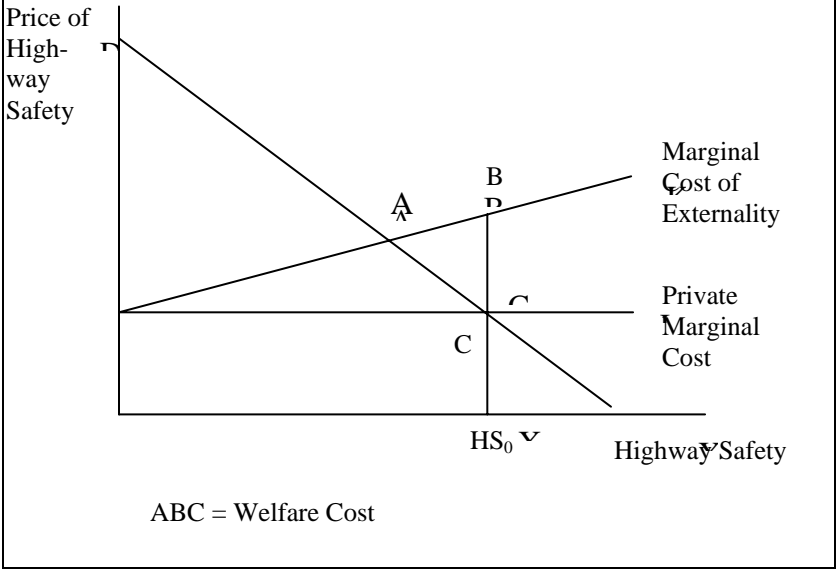 Price of
High-
way
Safety
Marginal
Cost of
Externality
B
A
Private
Marginal
Cost
C
HS₀
Highway Safety
ABC = Welfare Cost